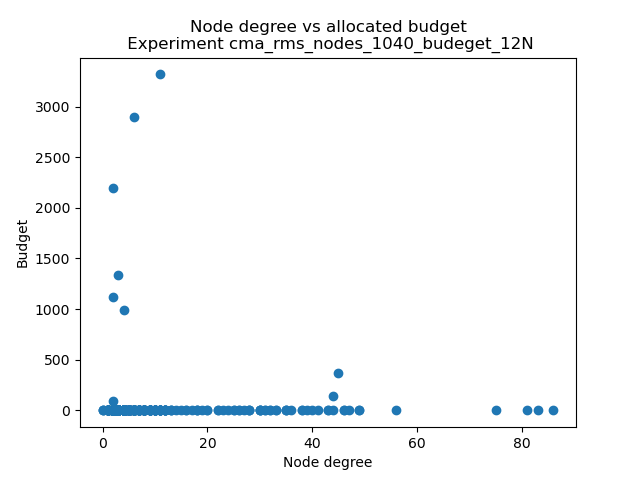 Node degree vs allocated budget
Experiment cma_rms_nodes_1040_budeget_12N
3000
2500
2000
1500
1000
500
0
Budget
0 20 40 60 80
Node degree